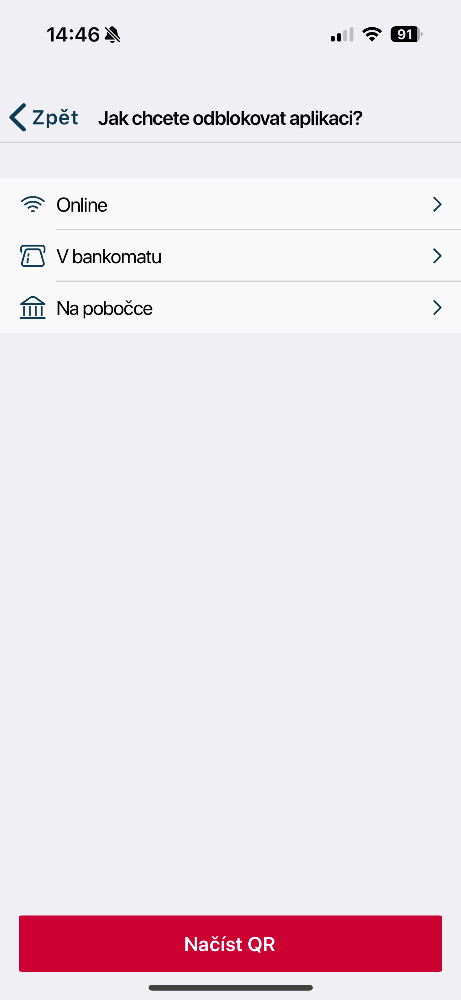 14:46
91
Zpět
Jak chcete odblokovat aplikaci?
Online
V bankomatu
Na pobočce
Načíst QR